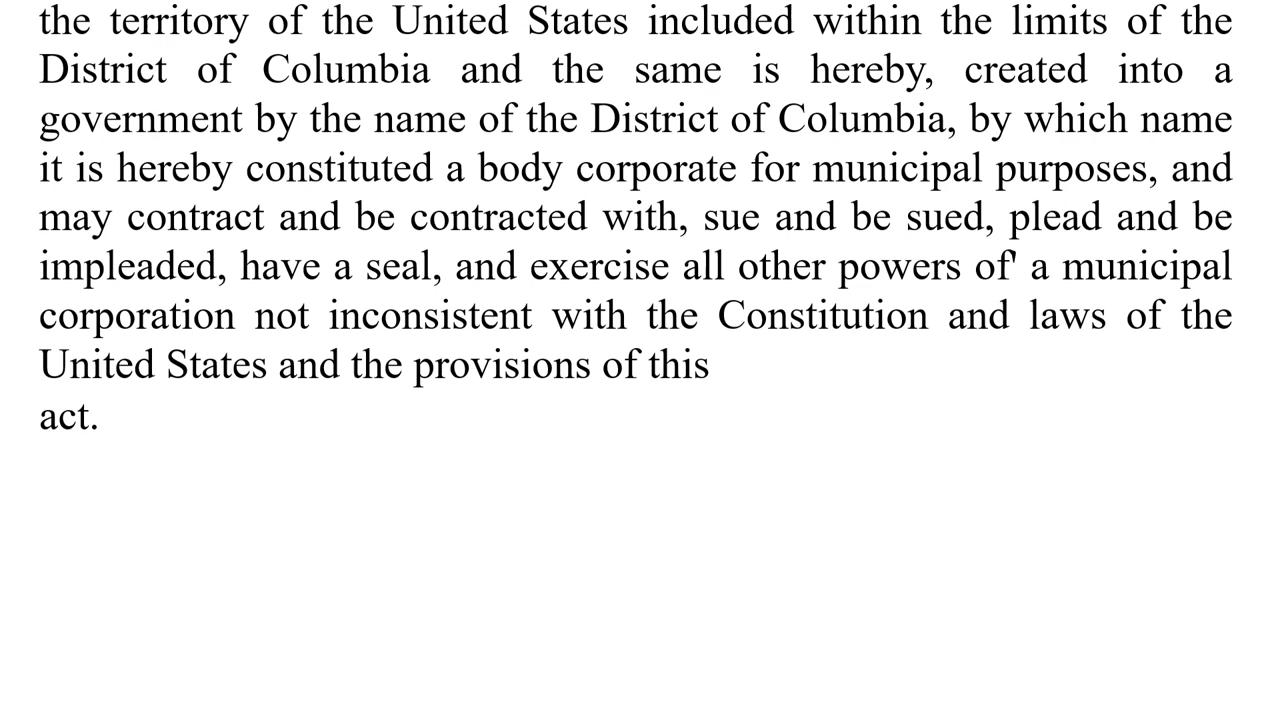 the territory of the United States included within the limits of the
District of Columbia and the same is hereby, created into a
government by the name of the District of Columbia, by which name
it is hereby constituted a body corporate for municipal purposes, and
may contract and be contracted with, sue and be sued, plead and be
impleaded, have a seal, and exercise all other powers of' a municipal
corporation not inconsistent with the Constitution and laws of the
United States and the provisions of this
act.